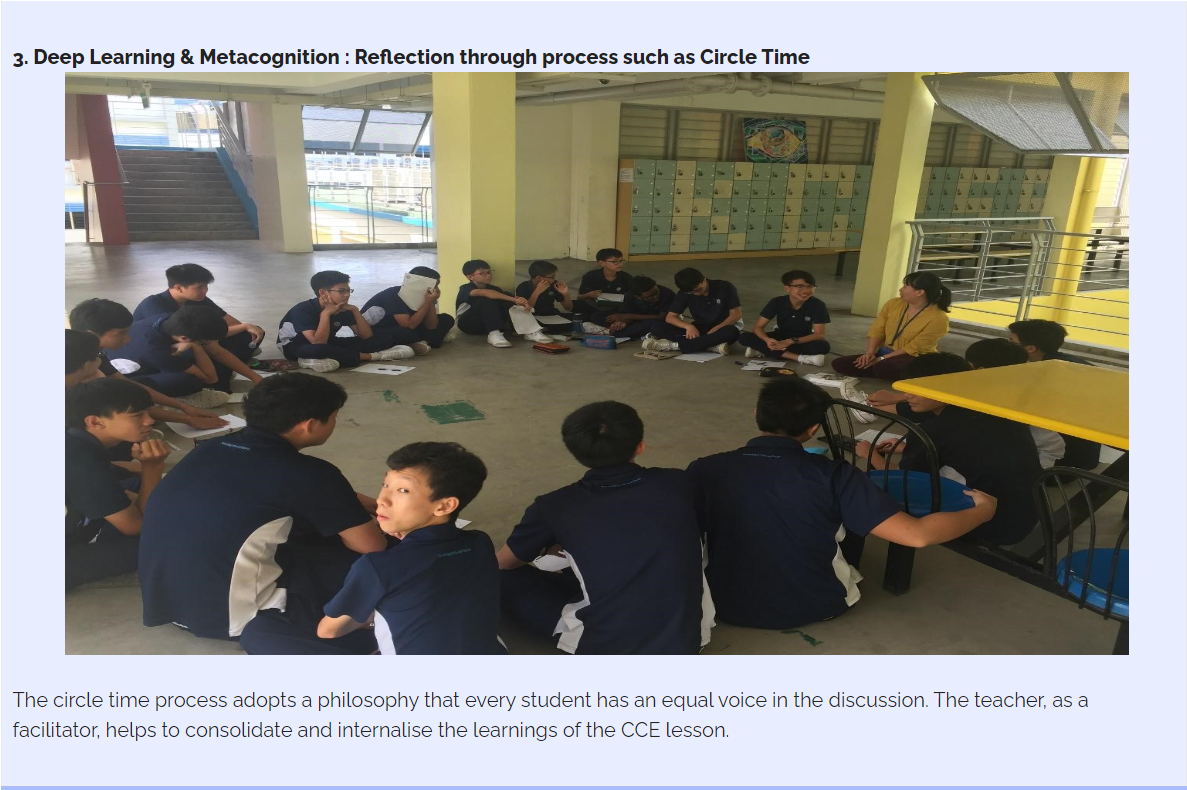 3. Deep Learning & Metacognition : Reflection through process such as Circle Time
The circle time process adopts a philosophy that every student has an equal voice in the discussion. The teacher, as a
facilitator, helps to consolidate and internalise the learnings of the CCE lesson.